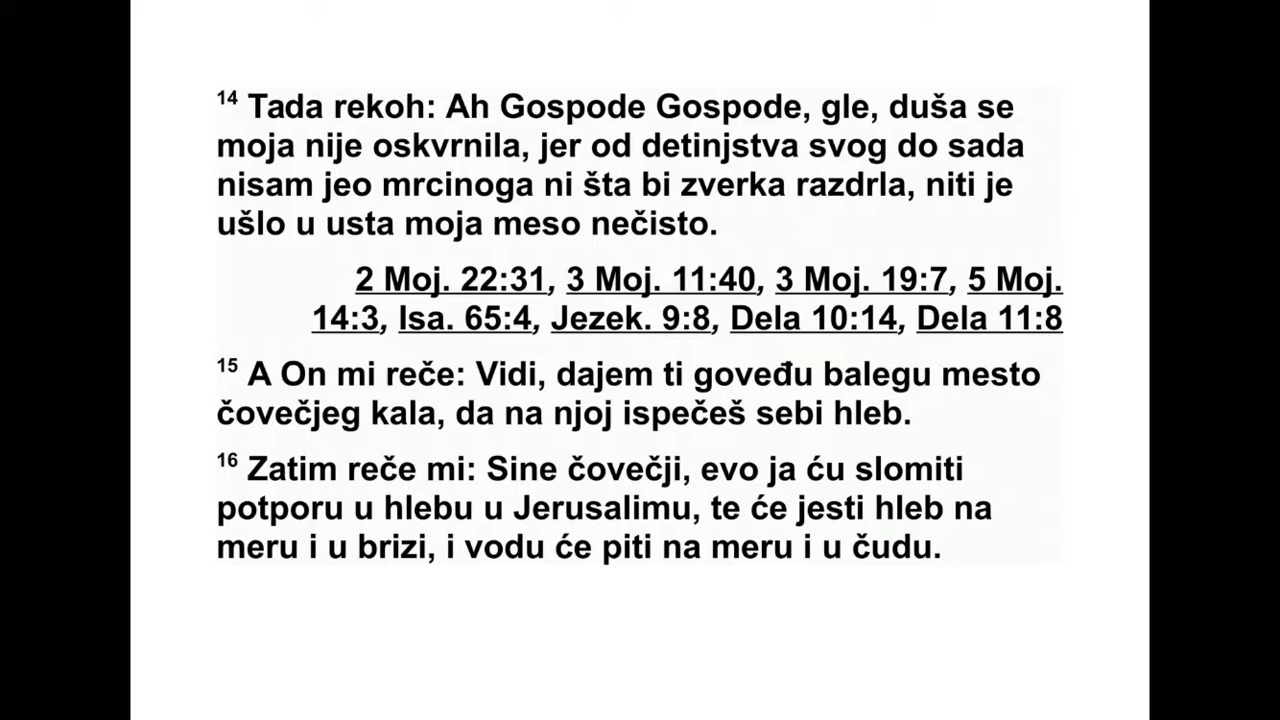 14 Tada rekoh: Ah Gospode Gospode, gle, duša se
moja nije oskvrnila, jer od detinjstva svog do sada
nisam jeo mrcinoga ni šta bi zverka razdrla, niti je
ušlo u usta moja meso nečisto.
2 Moj. 22:31, 3 Moj. 11:40, 3 Moj. 19:7, 5 Moj.
14:3, Isa. 65:4, Jezek. 9:8, Dela 10:14, Dela 11:8
15 A On mi reče: Vidi, dajem ti goveđu balegu mesto
čovečjeg kala, da na njoj ispečeš sebi hleb.
16 Zatim reče mi: Sine čovečji, evo ja ću slomiti
potporu u hlebu u Jerusalimu, te će jesti hleb na
meru i u brizi, i vodu će piti na meru i u čudu.